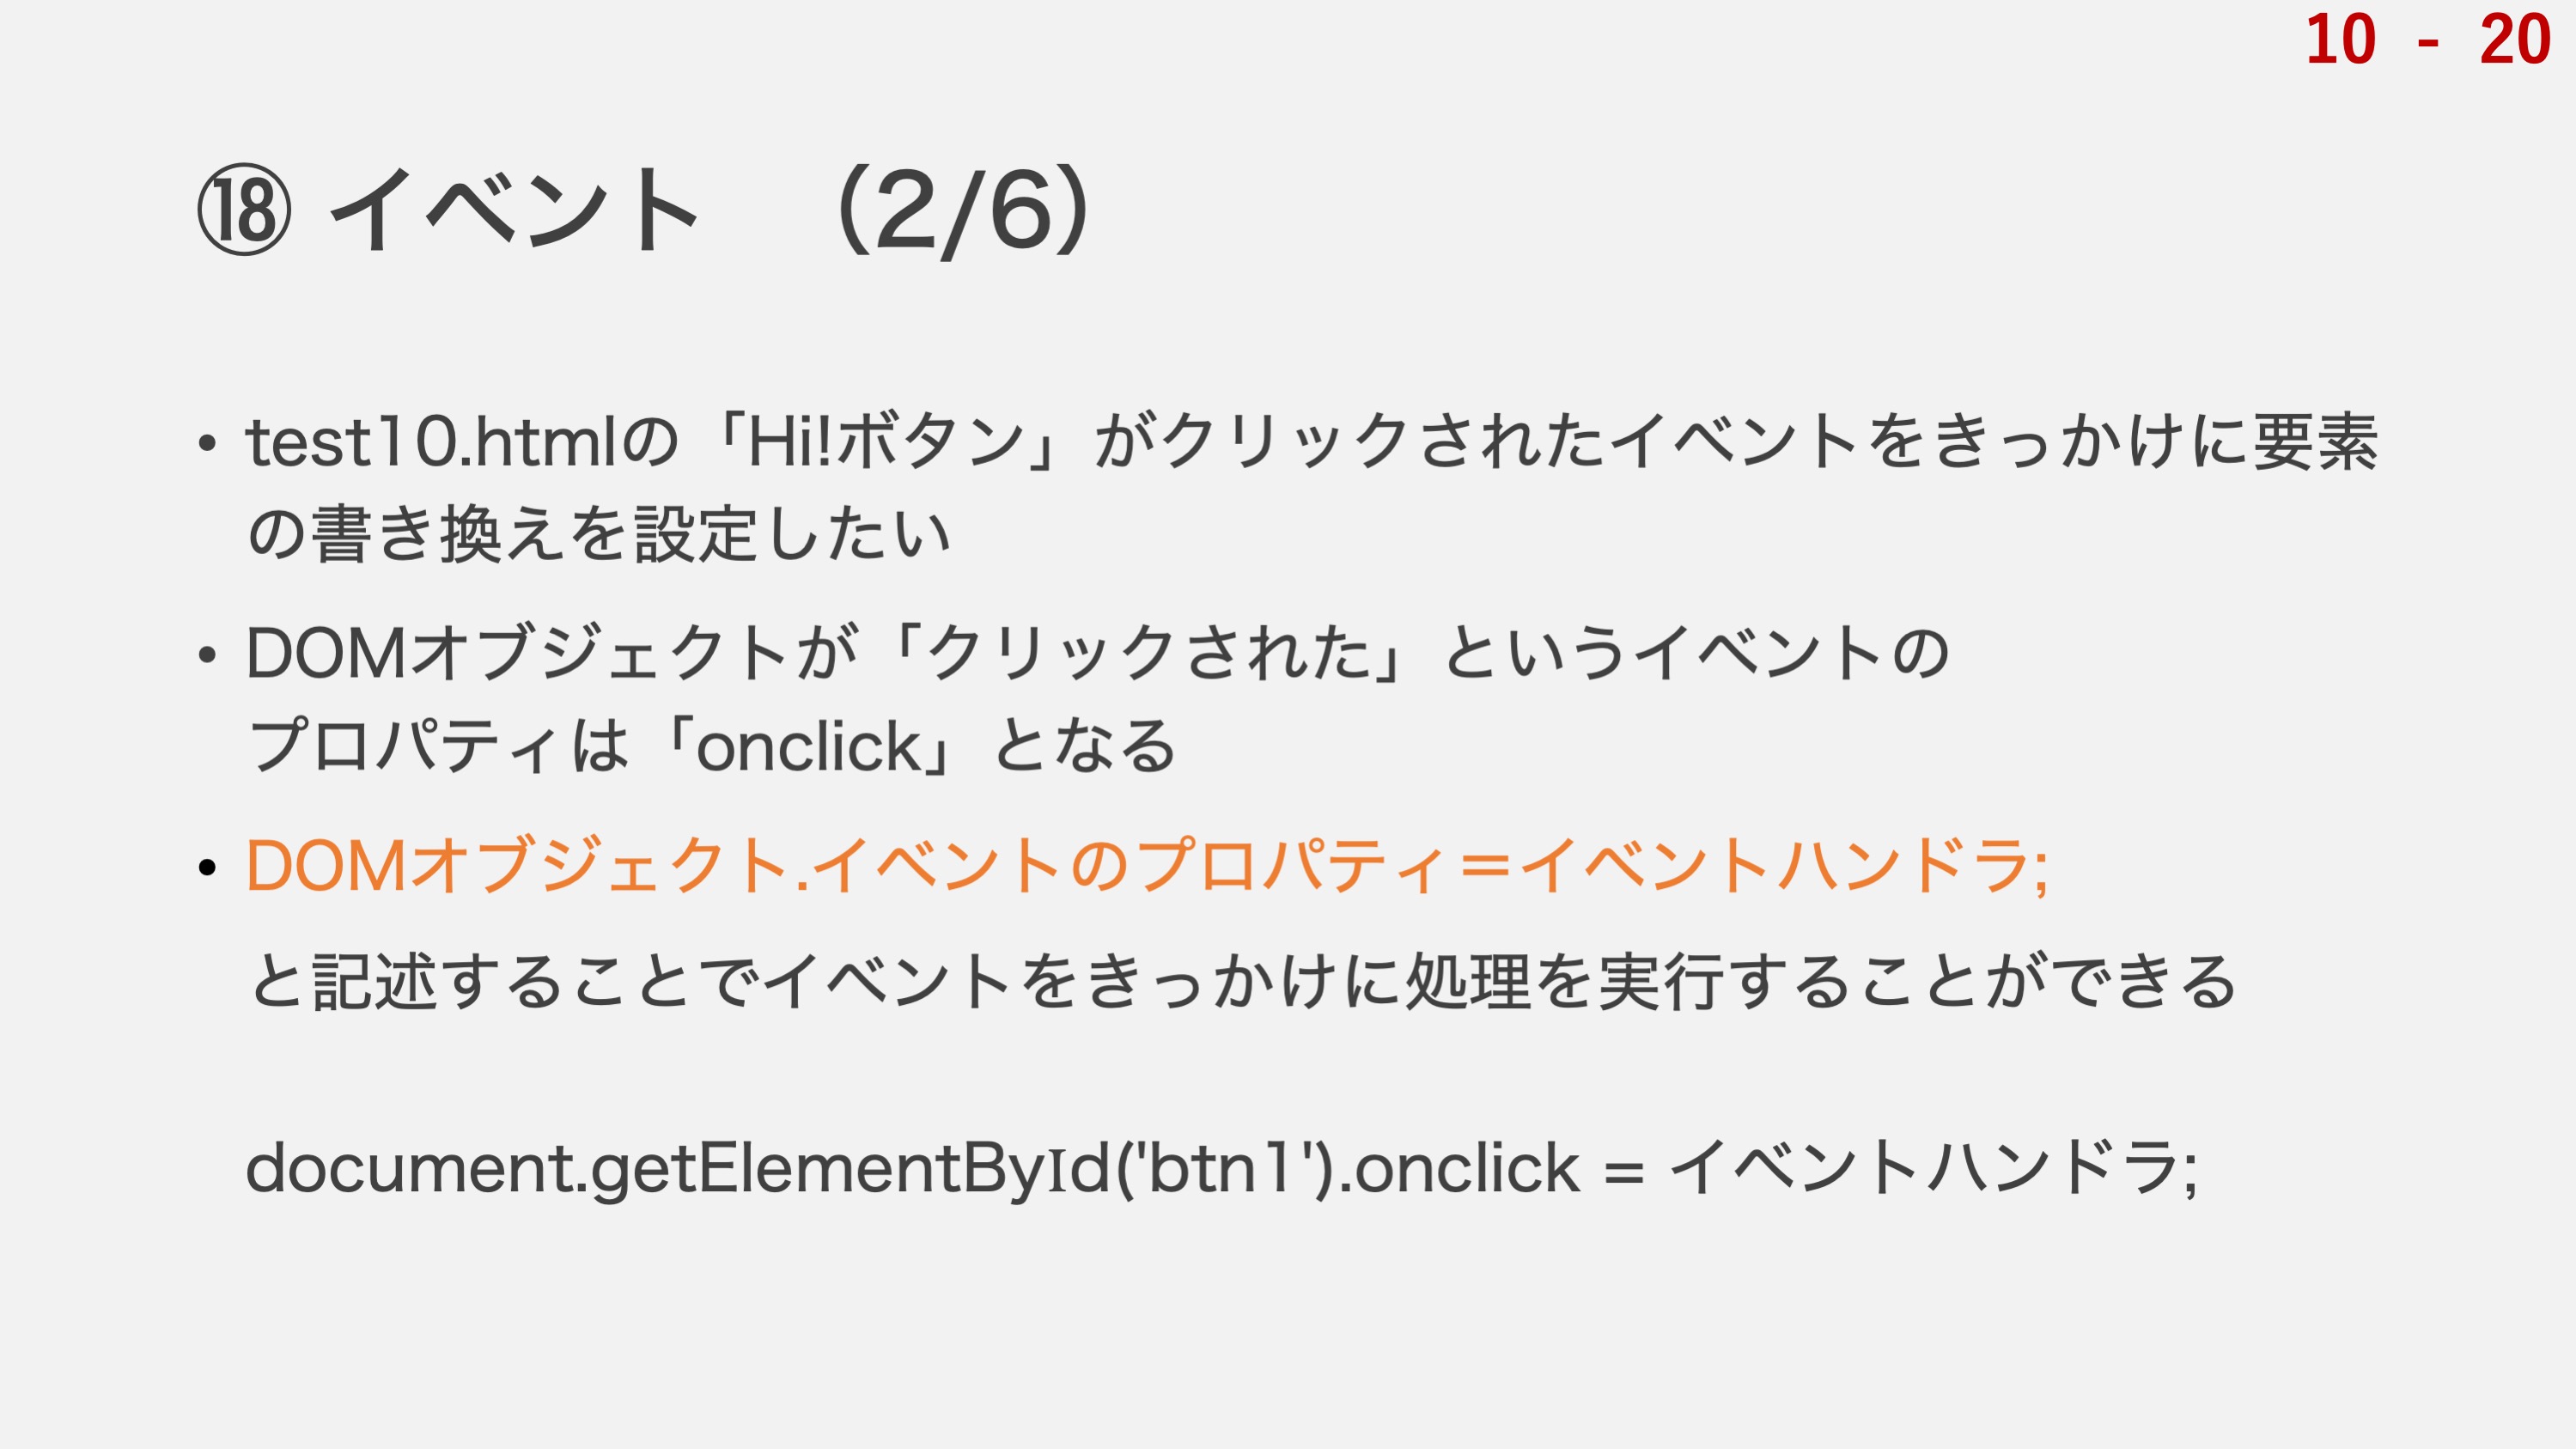 10 - 20
⑱ イベント （2/6）
・test10.htmlの「Hi!ボタン」がクリックされたイベントをきっかけに要素
の書き換えを設定したい
・DOMオブジェクトが「クリックされた」というイベントの
プロパティは「onclick」となる
・DOMオブジェクト.イベントのプロパティ＝イベントハンドラ;
と記述することでイベントをきっかけに処理を実行することができる
document.getElementById('btn1').onclick = イベントハンドラ;